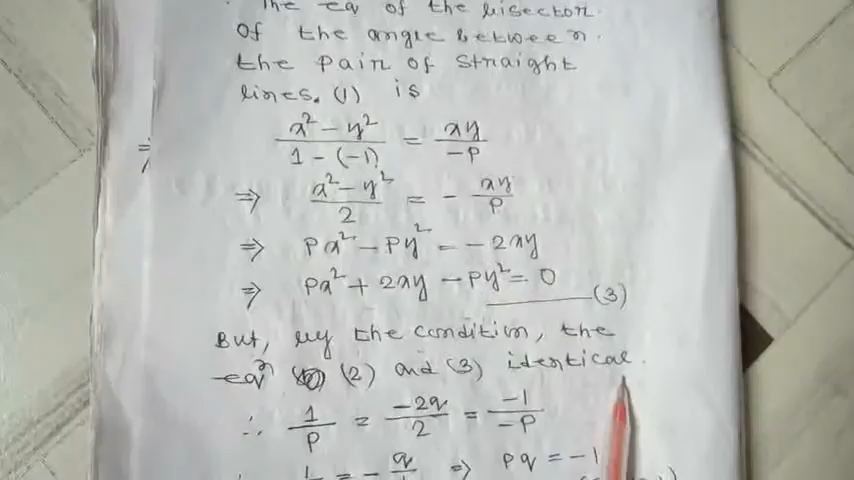 The eq of the bisector
Of the angle between
the pair of straight
lines. (1) is
x² - y² / 1 - (-1) = xy / -P
⇒ x² - y² / 2 = - xy / P
⇒ Px² - Py² = -2xy
⇒ Px² + 2xy - Py² = 0 (3)
But, by the condition, the
eqⁿ (2) and (3) identical.
∴ 1/P = -2q/2 = -1/-P
⇒ Pq = -1